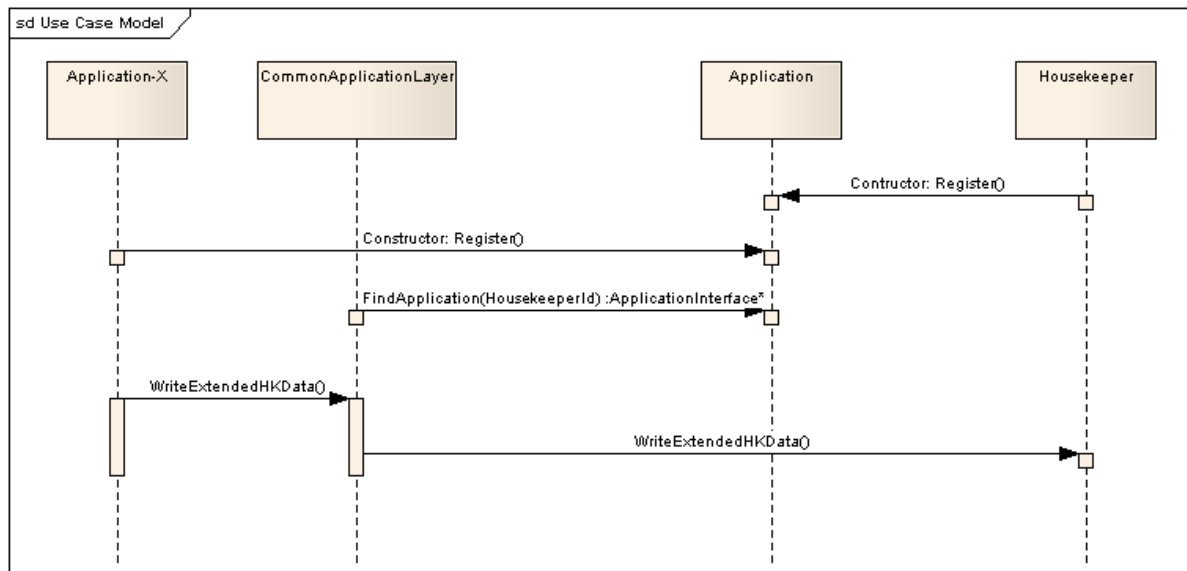 sd Use Case Model
Application-X
CommonApplicationLayer
Application
Housekeeper
Contructor: Register()
Constructor: Register()
FindApplication(HousekeeperId) :ApplicationInterface*
WriteExtendedHKData()
WriteExtendedHKData()